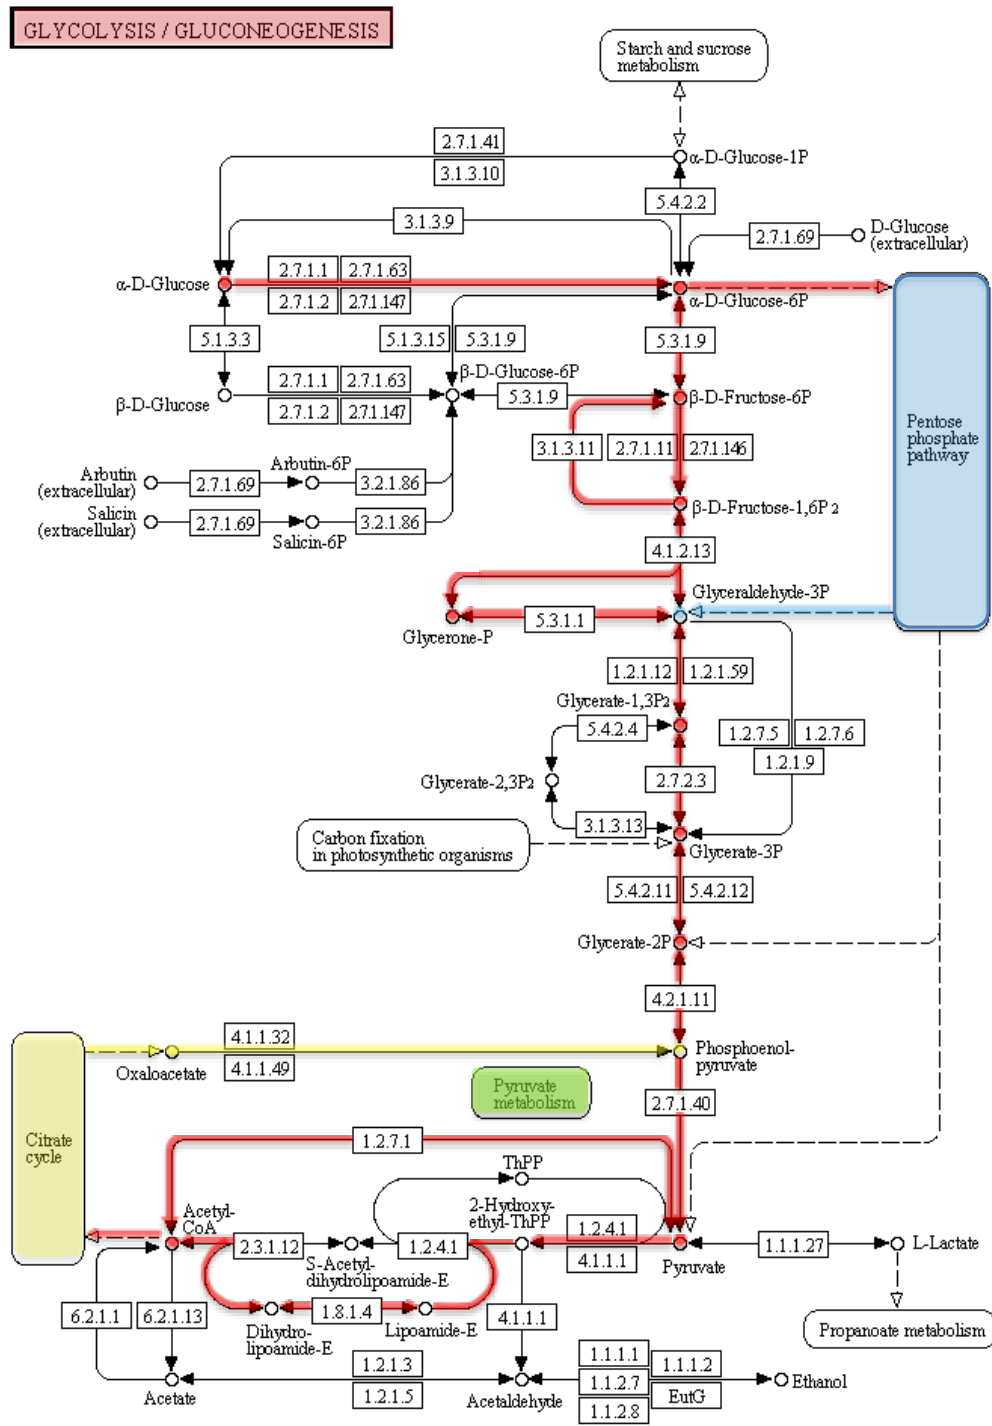 GLYCOLYSIS / GLUCONEOGENESIS
Starch and sucrose
metabolism
2.7.1.41
3.1.3.10
α-D-Glucose-1P
5.4.2.2
3.1.3.9
2.7.1.69
D-Glucose
(extracellular)
α-D-Glucose
2.7.1.1
2.7.1.63
2.7.1.2
2.7.1.147
α-D-Glucose-6P
5.1.3.3
5.1.3.15
5.3.1.9
5.3.1.9
β-D-Glucose-6P
β-D-Glucose
2.7.1.1
2.7.1.63
2.7.1.2
2.7.1.147
5.3.1.9
β-D-Fructose-6P
Pentose
phosphate
pathway
3.1.3.11
2.7.1.11
2.7.1.146
Arbutin
(extracellular)
2.7.1.69
Arbutin-6P
3.2.1.86
Salicin
(extracellular)
2.7.1.69
Salicin-6P
3.2.1.86
β-D-Fructose-1,6P2
4.1.2.13
Glyceraldehyde-3P
5.3.1.1
Glycerone-P
1.2.1.12
1.2.1.59
Glycerate-1,3P2
5.4.2.4
1.2.7.5
1.2.7.6
1.2.1.9
Glycerate-2,3P2
2.7.2.3
3.1.3.13
Carbon fixation
in photosynthetic organisms
Glycerate-3P
5.4.2.11
5.4.2.12
Glycerate-2P
4.2.1.11
4.1.1.32
Oxaloacetate
4.1.1.49
Phosphoenol-
pyruvate
Pyruvate
metabolism
2.7.1.40
Citrate
cycle
1.2.7.1
ThPP
Acetyl-
CoA
2-Hydroxy-
ethyl-ThPP
1.2.4.1
2.3.1.12
1.2.4.1
4.1.1.1
1.1.1.27
L-Lactate
S-Acetyl-
dihydrolipoamide-E
Pyruvate
6.2.1.1
6.2.1.13
1.8.1.4
4.1.1.1
Dihydro-
lipoamide-E
Lipoamide-E
Propanoate metabolism
1.2.1.3
1.2.1.5
Acetate
Acetaldehyde
1.1.1.1
1.1.1.2
1.1.2.7
EutG
1.1.2.8
Ethanol